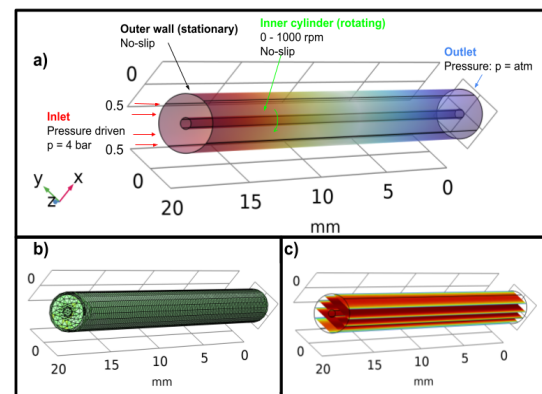 a)
Outer wall (stationary)
No-slip
Inner cylinder (rotating)
0 - 1000 rpm
No-slip
Outlet
Pressure: p = atm
0
0.5
Inlet
Pressure driven
p = 4 bar
0.5
0
y
x
z
20
15
10
5
0
mm
b)
0
0
20
15
10
5
0
mm
c)
0
0
20
15
10
5
0
mm